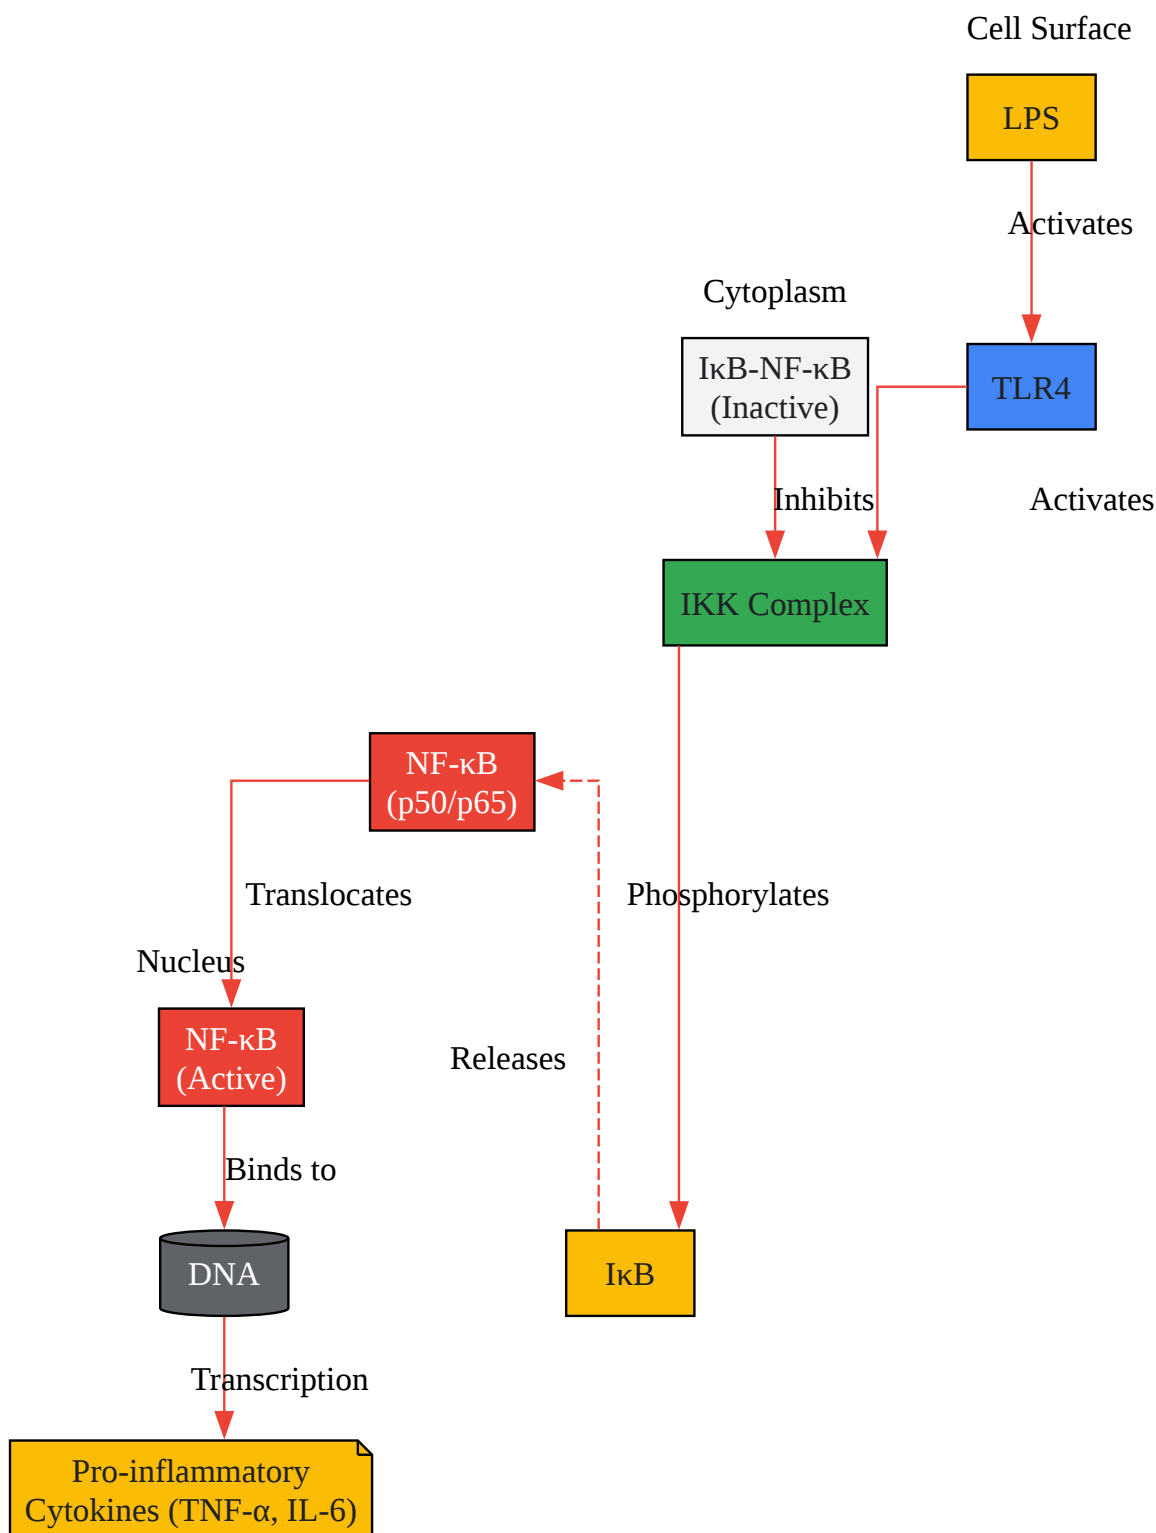 Cell Surface
LPS
Activates
Cytoplasm
IκB-NF-κB
(Inactive)
TLR4
Inhibits
Activates
IKK Complex
NF-κB
(p50/p65)
Translocates
Phosphorylates
Nucleus
NF-κB
(Active)
Releases
Binds to
DNA
IκB
Transcription
Pro-inflammatory
Cytokines (TNF-α, IL-6)